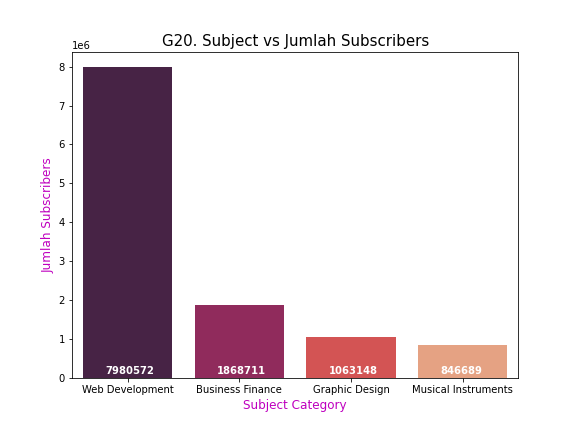 G20. Subject vs Jumlah Subscribers
1e6
8
7
6
5
4
3
2
1
0
Jumlah Subscribers
7980572
1868711
1063148
846689
Web Development
Business Finance
Graphic Design
Musical Instruments
Subject Category